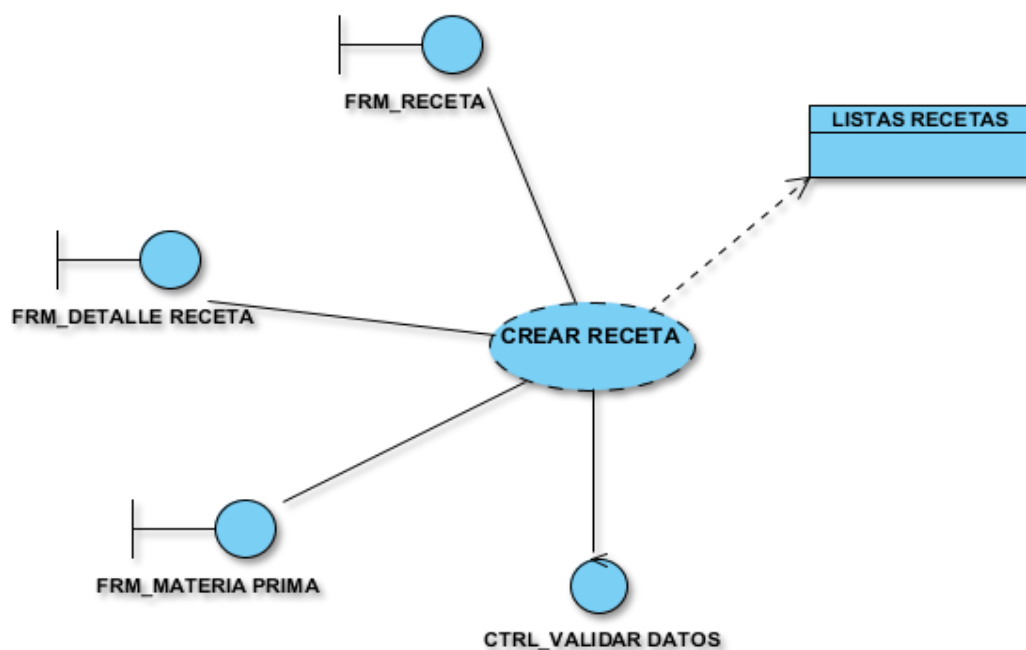 FRM_RECETA
LISTAS RECETAS
FRM_DETALLE RECETA
CREAR RECETA
FRM_MATERIA PRIMA
CTRL_VALIDAR DATOS